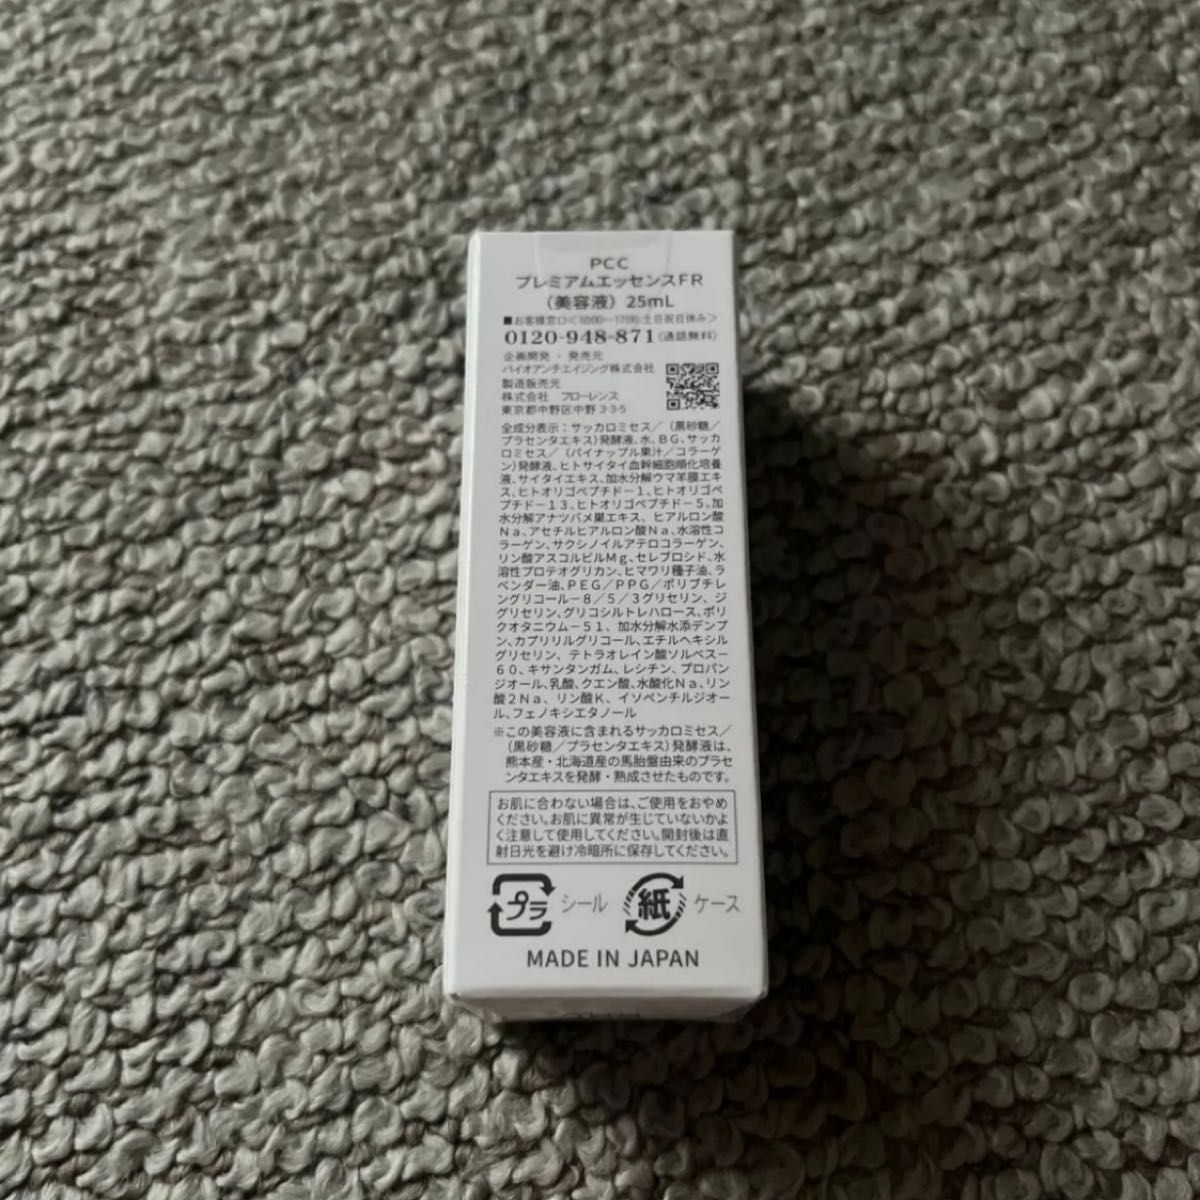 PCC
プレミアムエッセンスFR
(美容液) 25mL
■お客様窓口<10:00~17:00/土日祝日休み>
0120-948-871(通話無料)
企画開発・発売元
バイオアンチエイジング株式会社
製造販売元
株式会社 フローレンス
東京都中野区中野3-3-5
全成分表示：サッカロミセス／(黒砂糖／
プラセンタエキス)発酵液、水、BG、サッカ
ロミセス／(パイナップル果汁／コラーゲ
ン)発酵液、ヒトサイタイ血幹細胞順化培養
液、サイタイエキス、加水分解ウマ羊膜エキ
ス、ヒトオリゴペプチド－1、ヒトオリゴペ
プチド－13、ヒトオリゴペプチド－5、加
水分解アナツバメ巣エキス、ヒアルロン酸
Na、アセチルヒアルロン酸Na、水溶性コ
ラーゲン、サクシノイルアテロコラーゲン、
リン酸アスコルビルMg、セレブロシド、水
溶性プロテオグリカン、ヒマワリ種子油、ラ
ベンダー油、PEG／PPG／ポリブチレ
ングリコール－8／5／3グリセリン、ジ
グリセリン、グリコシルトレハロース、ポリ
クオタニウム－51、加水分解水添デンプ
ン、カプリリルグリコール、エチルヘキシル
グリセリン、テトラオレイン酸ソルベス－
60、キサンタンガム、レシチン、プロパン
ジオール、乳酸、クエン酸、水酸化Na、リン
酸2Na、リン酸K、イソペンチルジオー
ル、フェノキシエタノール
※この美容液に含まれるサッカロミセス／
(黒砂糖／プラセンタエキス)発酵液は、
熊本産・北海道産の馬胎盤由来のプラセ
ンタエキスを発酵・熟成させたものです。
お肌に合わない場合は、ご使用をおやめ
ください。お肌に異常が生じていないかよ
く注意して使用してください。開封後は直
射日光を避け冷暗所に保存してください。
プラ シール 紙 ケース
MADE IN JAPAN